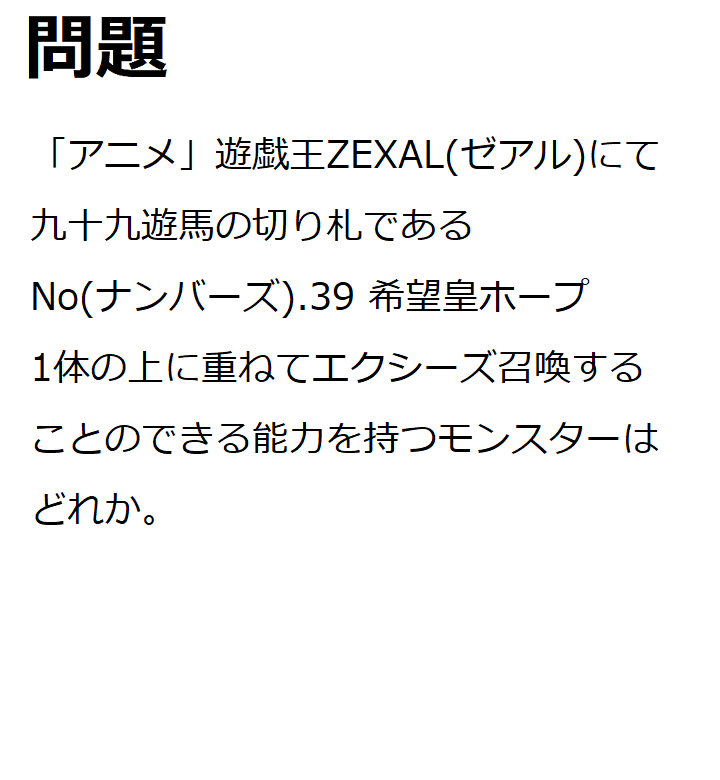 問題
「アニメ」遊戯王ZEXAL(ゼアル)にて
九十九遊馬の切り札である
No(ナンバーズ).39 希望皇ホープ
1体の上に重ねてエクシーズ召喚する
ことのできる能力を持つモンスターは
どれか。